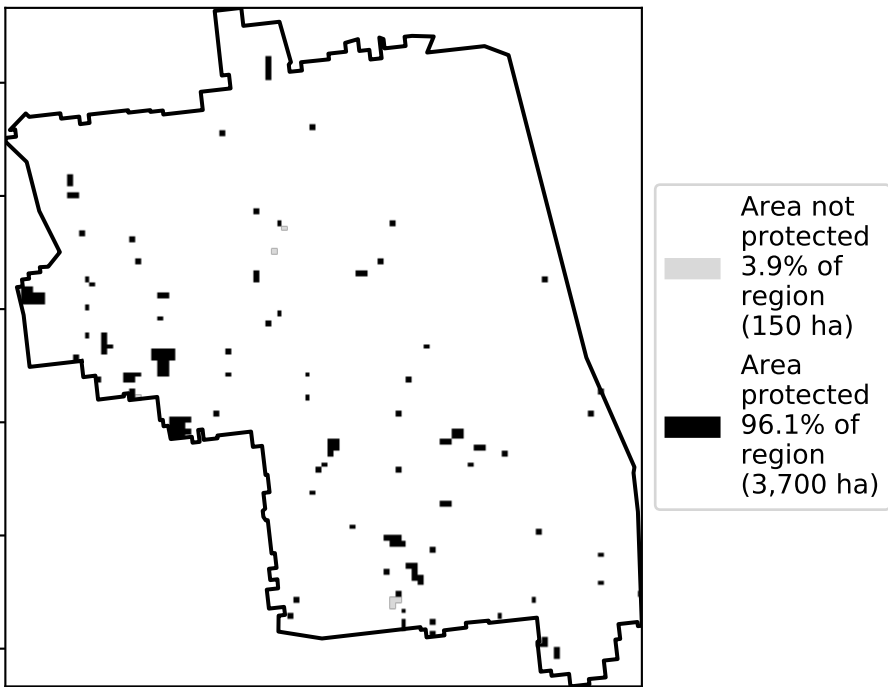 Area not
protected
3.9% of
region
(150 ha)
Area
protected
96.1% of
region
(3,700 ha)